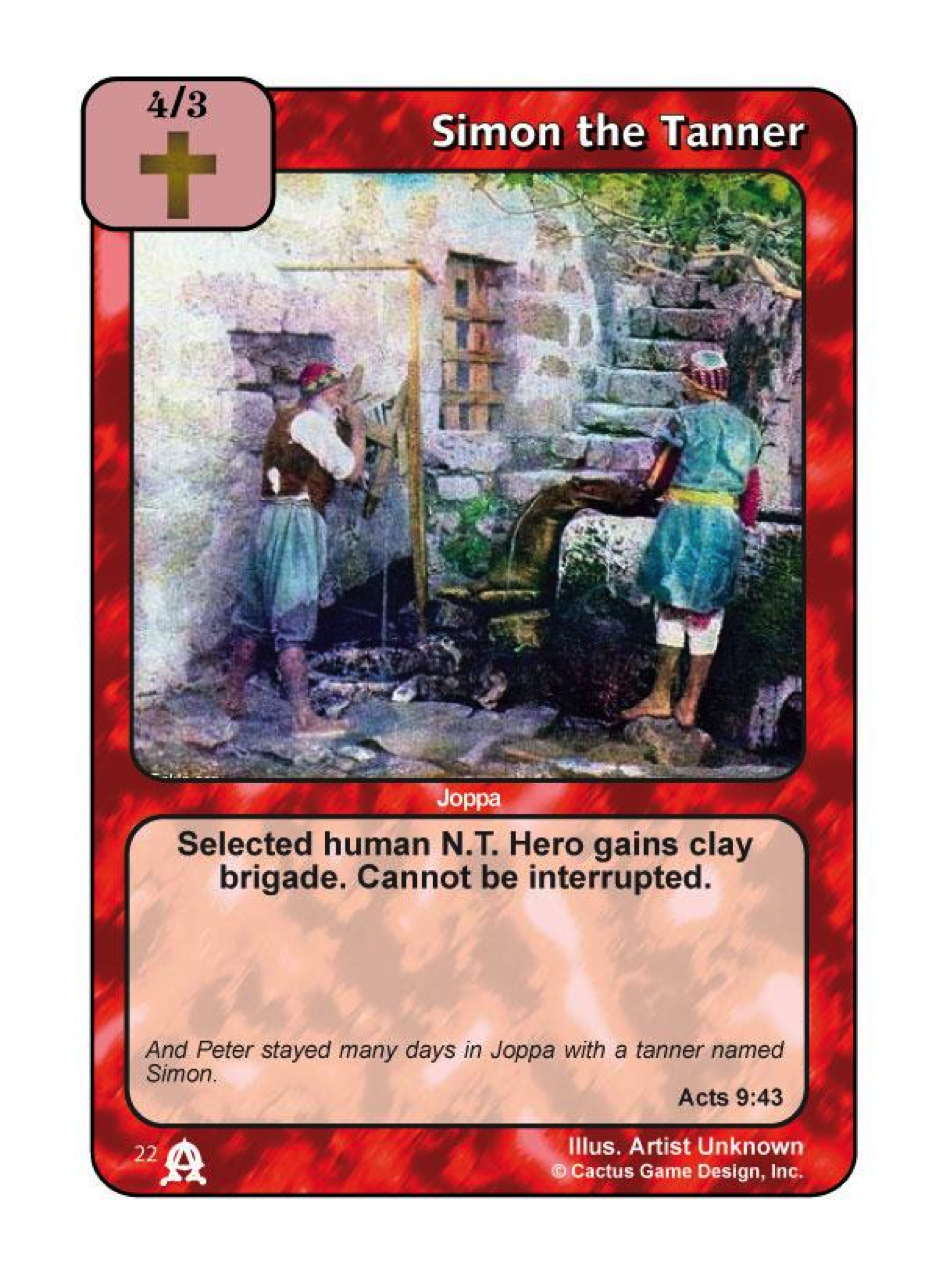 4/3
Simon the Tanner
Joppa
Selected human N.T. Hero gains clay
brigade. Cannot be interrupted.
And Peter stayed many days in Joppa with a tanner named
Simon.
Acts 9:43
22
Illus. Artist Unknown
© Cactus Game Design, Inc.